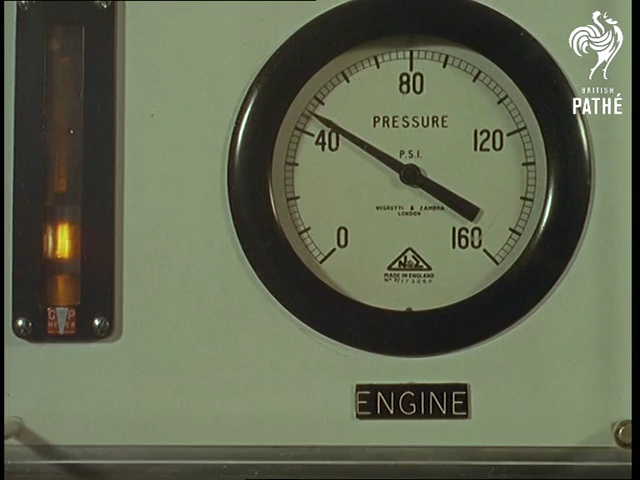 BRITISH
PATHÉ
80
PRESSURE
40
120
P.S.I.
NEGRETTI & ZAMBRA
LONDON
0
160
N&Z
MADE IN ENGLAND
ENGINE